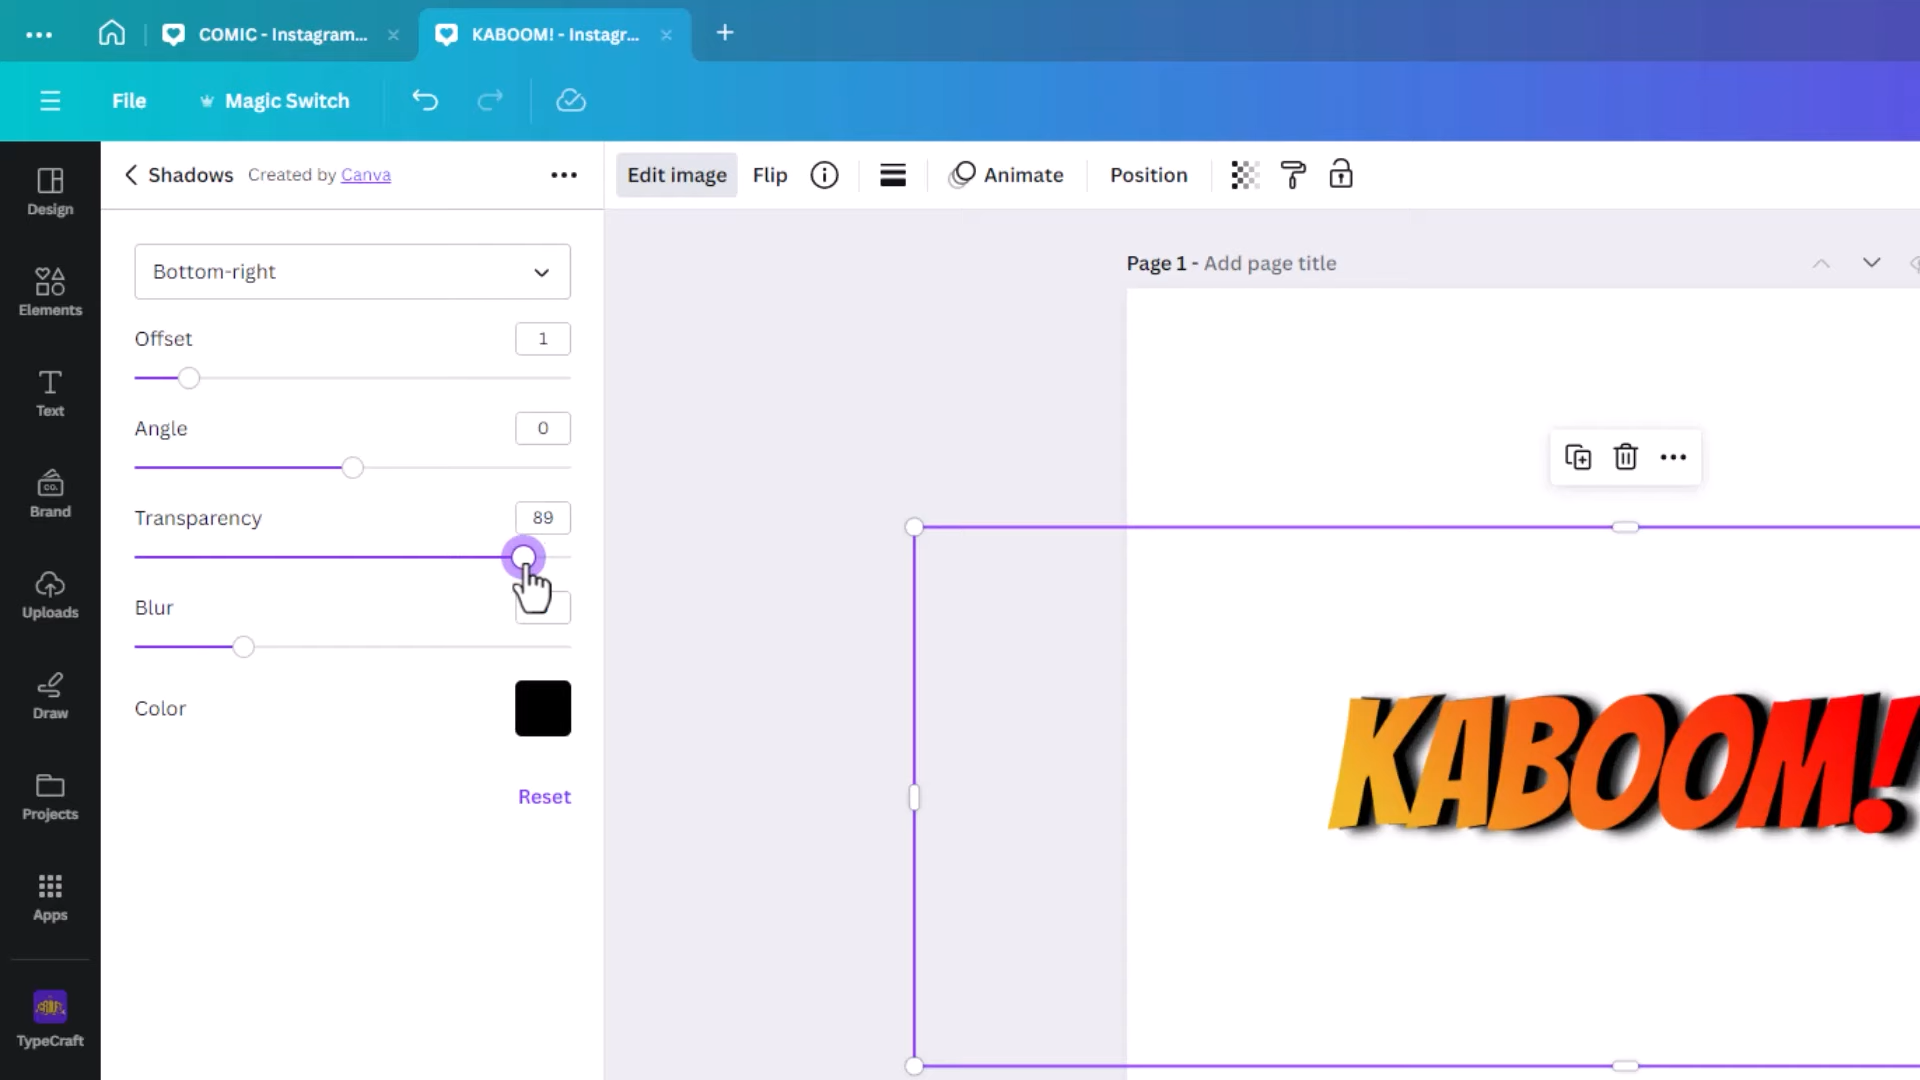 COMIC - Instagram...
KABOOM! - Instagr...
File
Magic Switch
Shadows Created by Canva
Edit image
Flip
Animate
Position
Design
Elements
Text
Brand
CO.
Uploads
Draw
Projects
Apps
TypeCraft
Bottom-right
Offset 1
Angle 0
Transparency 89
Blur
Color
Reset
Page 1 - Add page title
KABOOM!